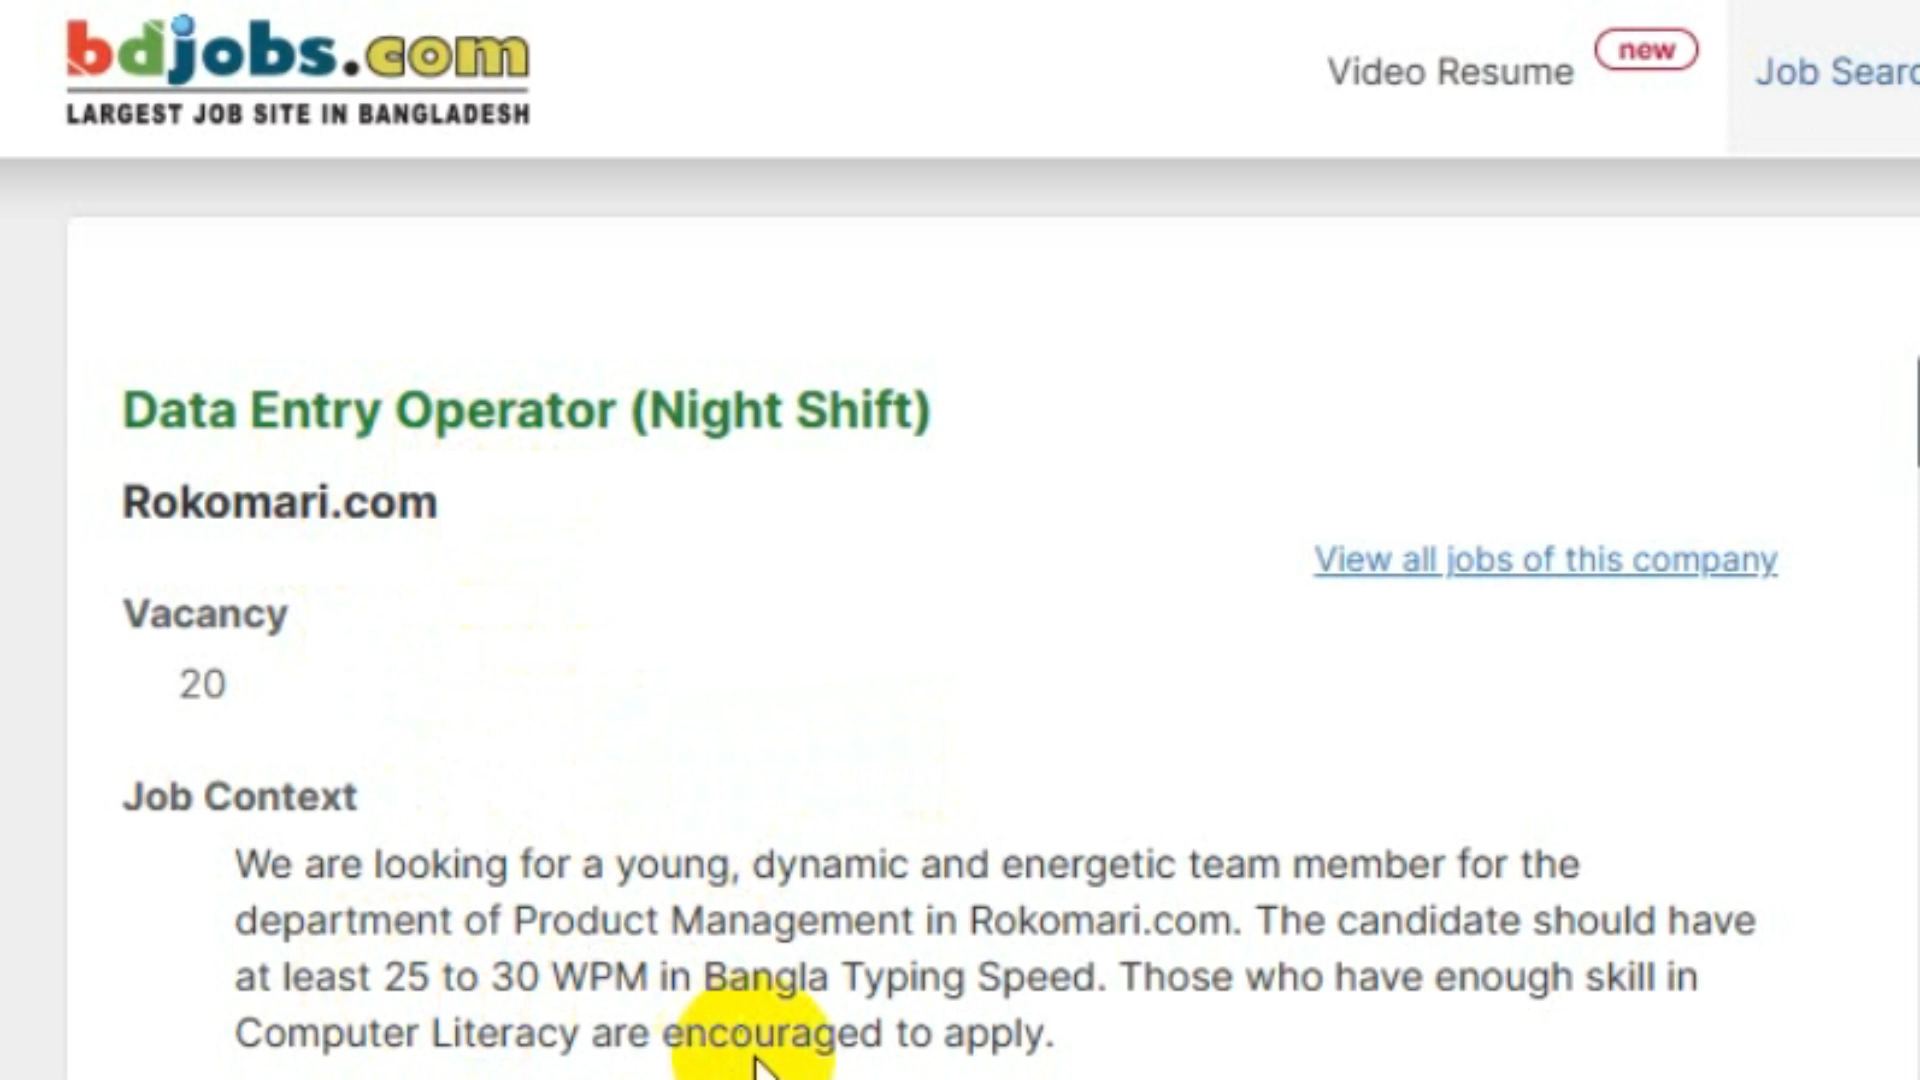 bdjobs.com
LARGEST JOB SITE IN BANGLADESH
Video Resume new
Job Searc
Data Entry Operator (Night Shift)
Rokomari.com
View all jobs of this company
Vacancy
20
Job Context
We are looking for a young, dynamic and energetic team member for the
department of Product Management in Rokomari.com. The candidate should have
at least 25 to 30 WPM in Bangla Typing Speed. Those who have enough skill in
Computer Literacy are encouraged to apply.